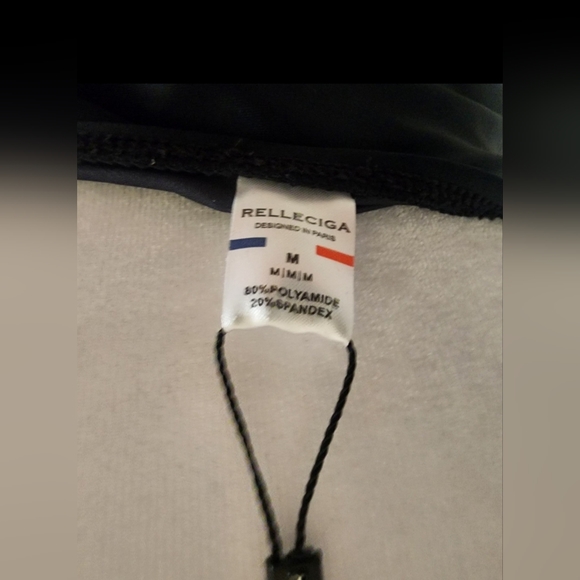 RELLECIGA
DESIGNED IN PARIS
M
M|M|M
80%POLYAMIDE
20%SPANDEX